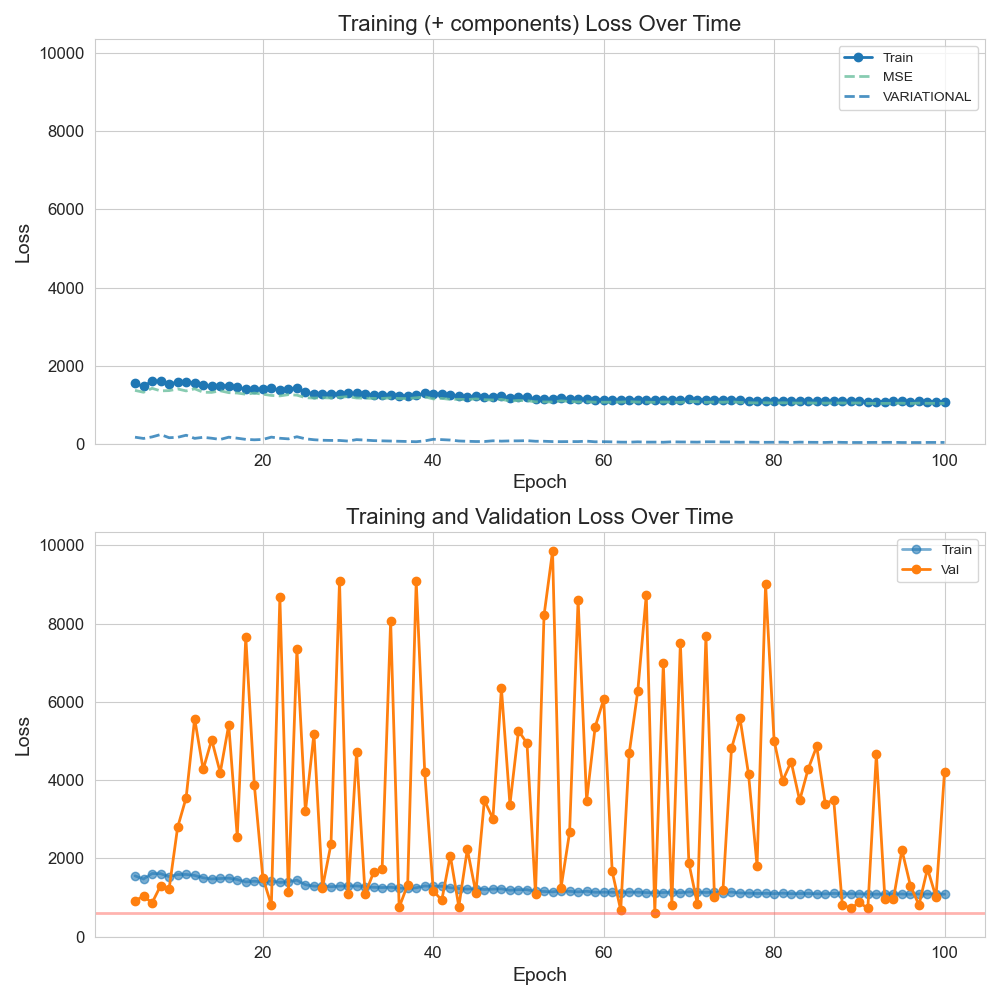 Training (+ components) Loss Over Time
10000
8000
6000
4000
2000
0
Loss
Train
MSE
VARIATIONAL
20
40
60
80
100
Epoch
Training and Validation Loss Over Time
10000
8000
6000
4000
2000
0
Loss
Train
Val
20
40
60
80
100
Epoch